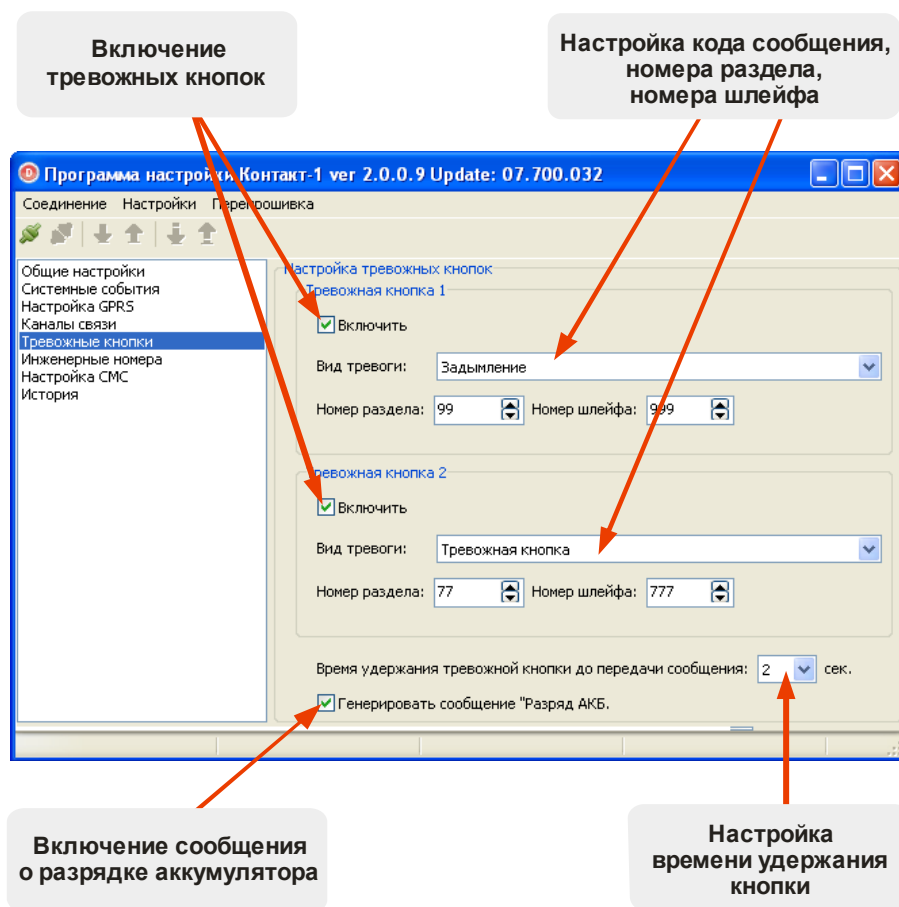 Включение
тревожных кнопок
Настройка кода сообщения,
номера раздела,
номера шлейфа
Программа настройки Контакт-1 ver 2.0.0.9 Update: 07.700.032
Соединение Настройки Перепрошивка
Общие настройки
Системные события
Настройка GPRS
Каналы связи
Тревожные кнопки
Инженерные номера
Настройка СМС
История
Настройка тревожных кнопок
Тревожная кнопка 1
Включить
Вид тревоги: Задымление
Номер раздела: 99 Номер шлейфа: 999
Тревожная кнопка 2
Включить
Вид тревоги: Тревожная кнопка
Номер раздела: 77 Номер шлейфа: 777
Время удержания тревожной кнопки до передачи сообщения: 2 сек.
Генерировать сообщение "Разряд АКБ.
Включение сообщения
о разрядке аккумулятора
Настройка
времени удержания
кнопки